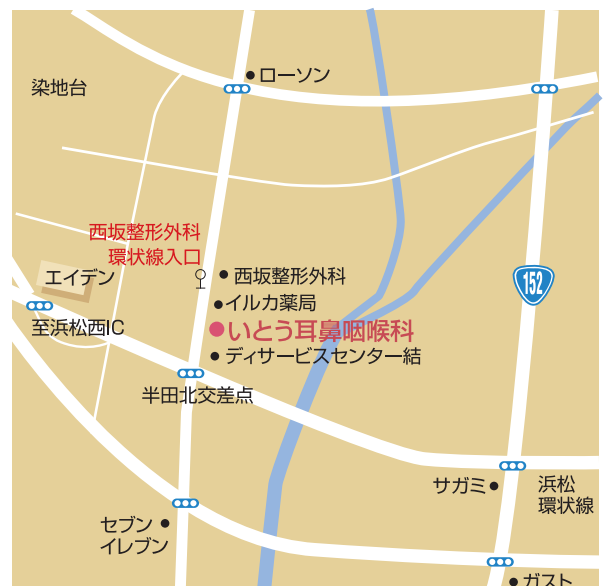 ローソン
染地台
西坂整形外科
環状線入口
西坂整形外科
エイデン
152
イルカ薬局
至浜松西IC
いとう耳鼻咽喉科
ディサービスセンター結
半田北交差点
サガミ
浜松
環状線
セブン
イレブン
ガスト